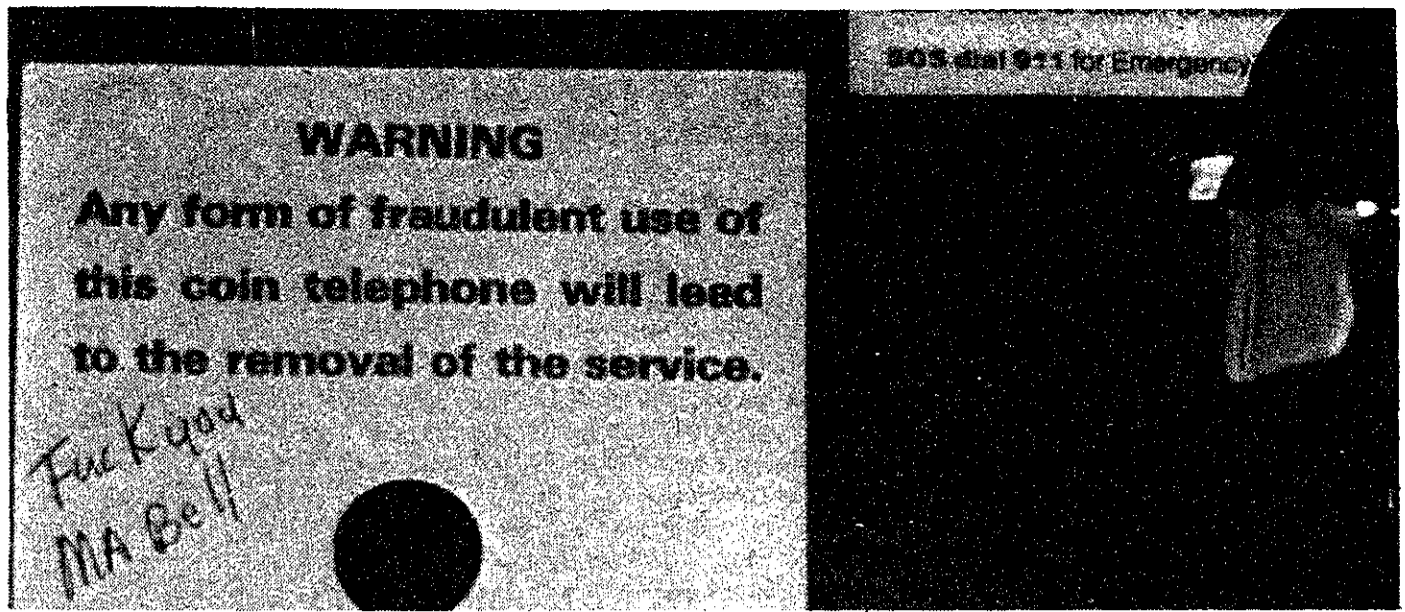 WARNING
Any form of fraudulent use of
this coin telephone will lead
to the removal of the service.
Fuck you
MA Bell
SOS dial 911 for Emergency